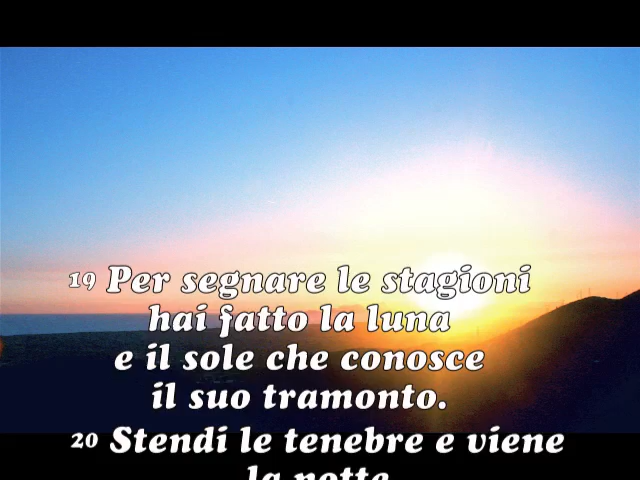 19 Per segnare le stagioni
hai fatto la luna
e il sole che conosce
il suo tramonto.
20 Stendi le tenebre e viene
la notte